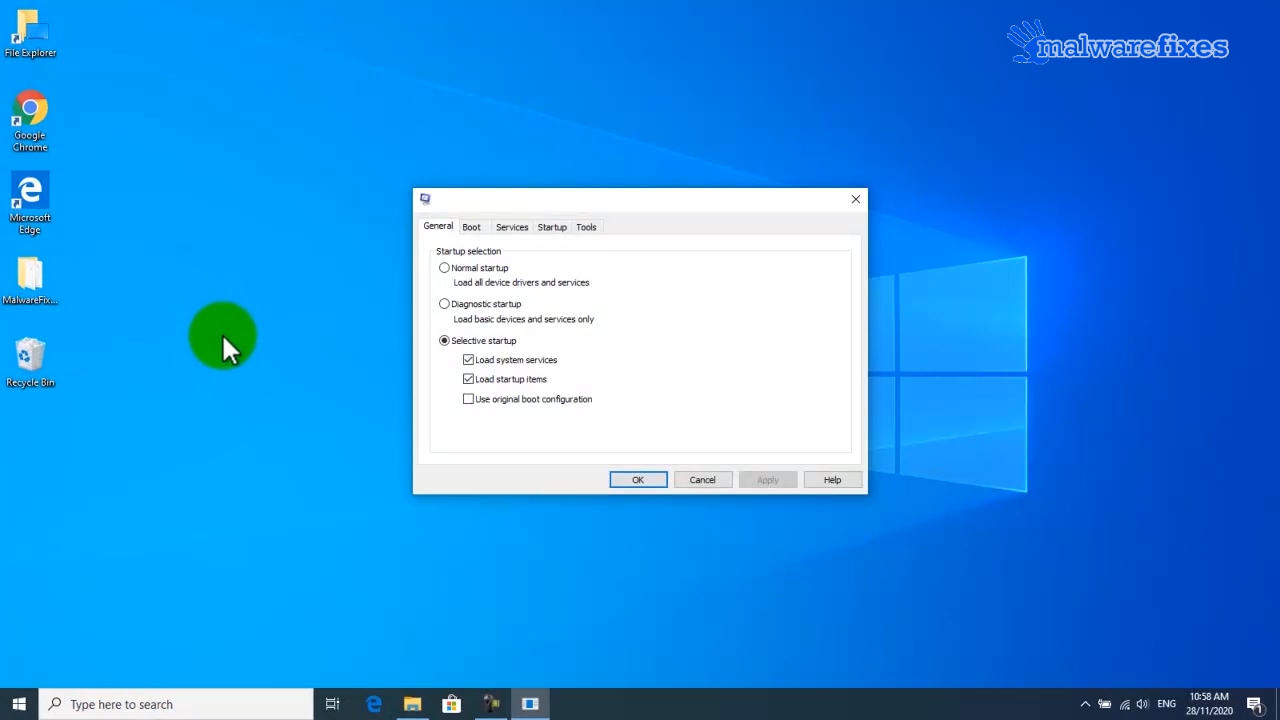 File Explorer
Google
Chrome
Microsoft
Edge
MalwareFix...
Recycle Bin
malwarefixes
General Boot Services Startup Tools
Startup selection
Normal startup
Load all device drivers and services
Diagnostic startup
Load basic devices and services only
Selective startup
Load system services
Load startup items
Use original boot configuration
OK Cancel Apply Help
Type here to search
ENG
10:58 AM
28/11/2020
1